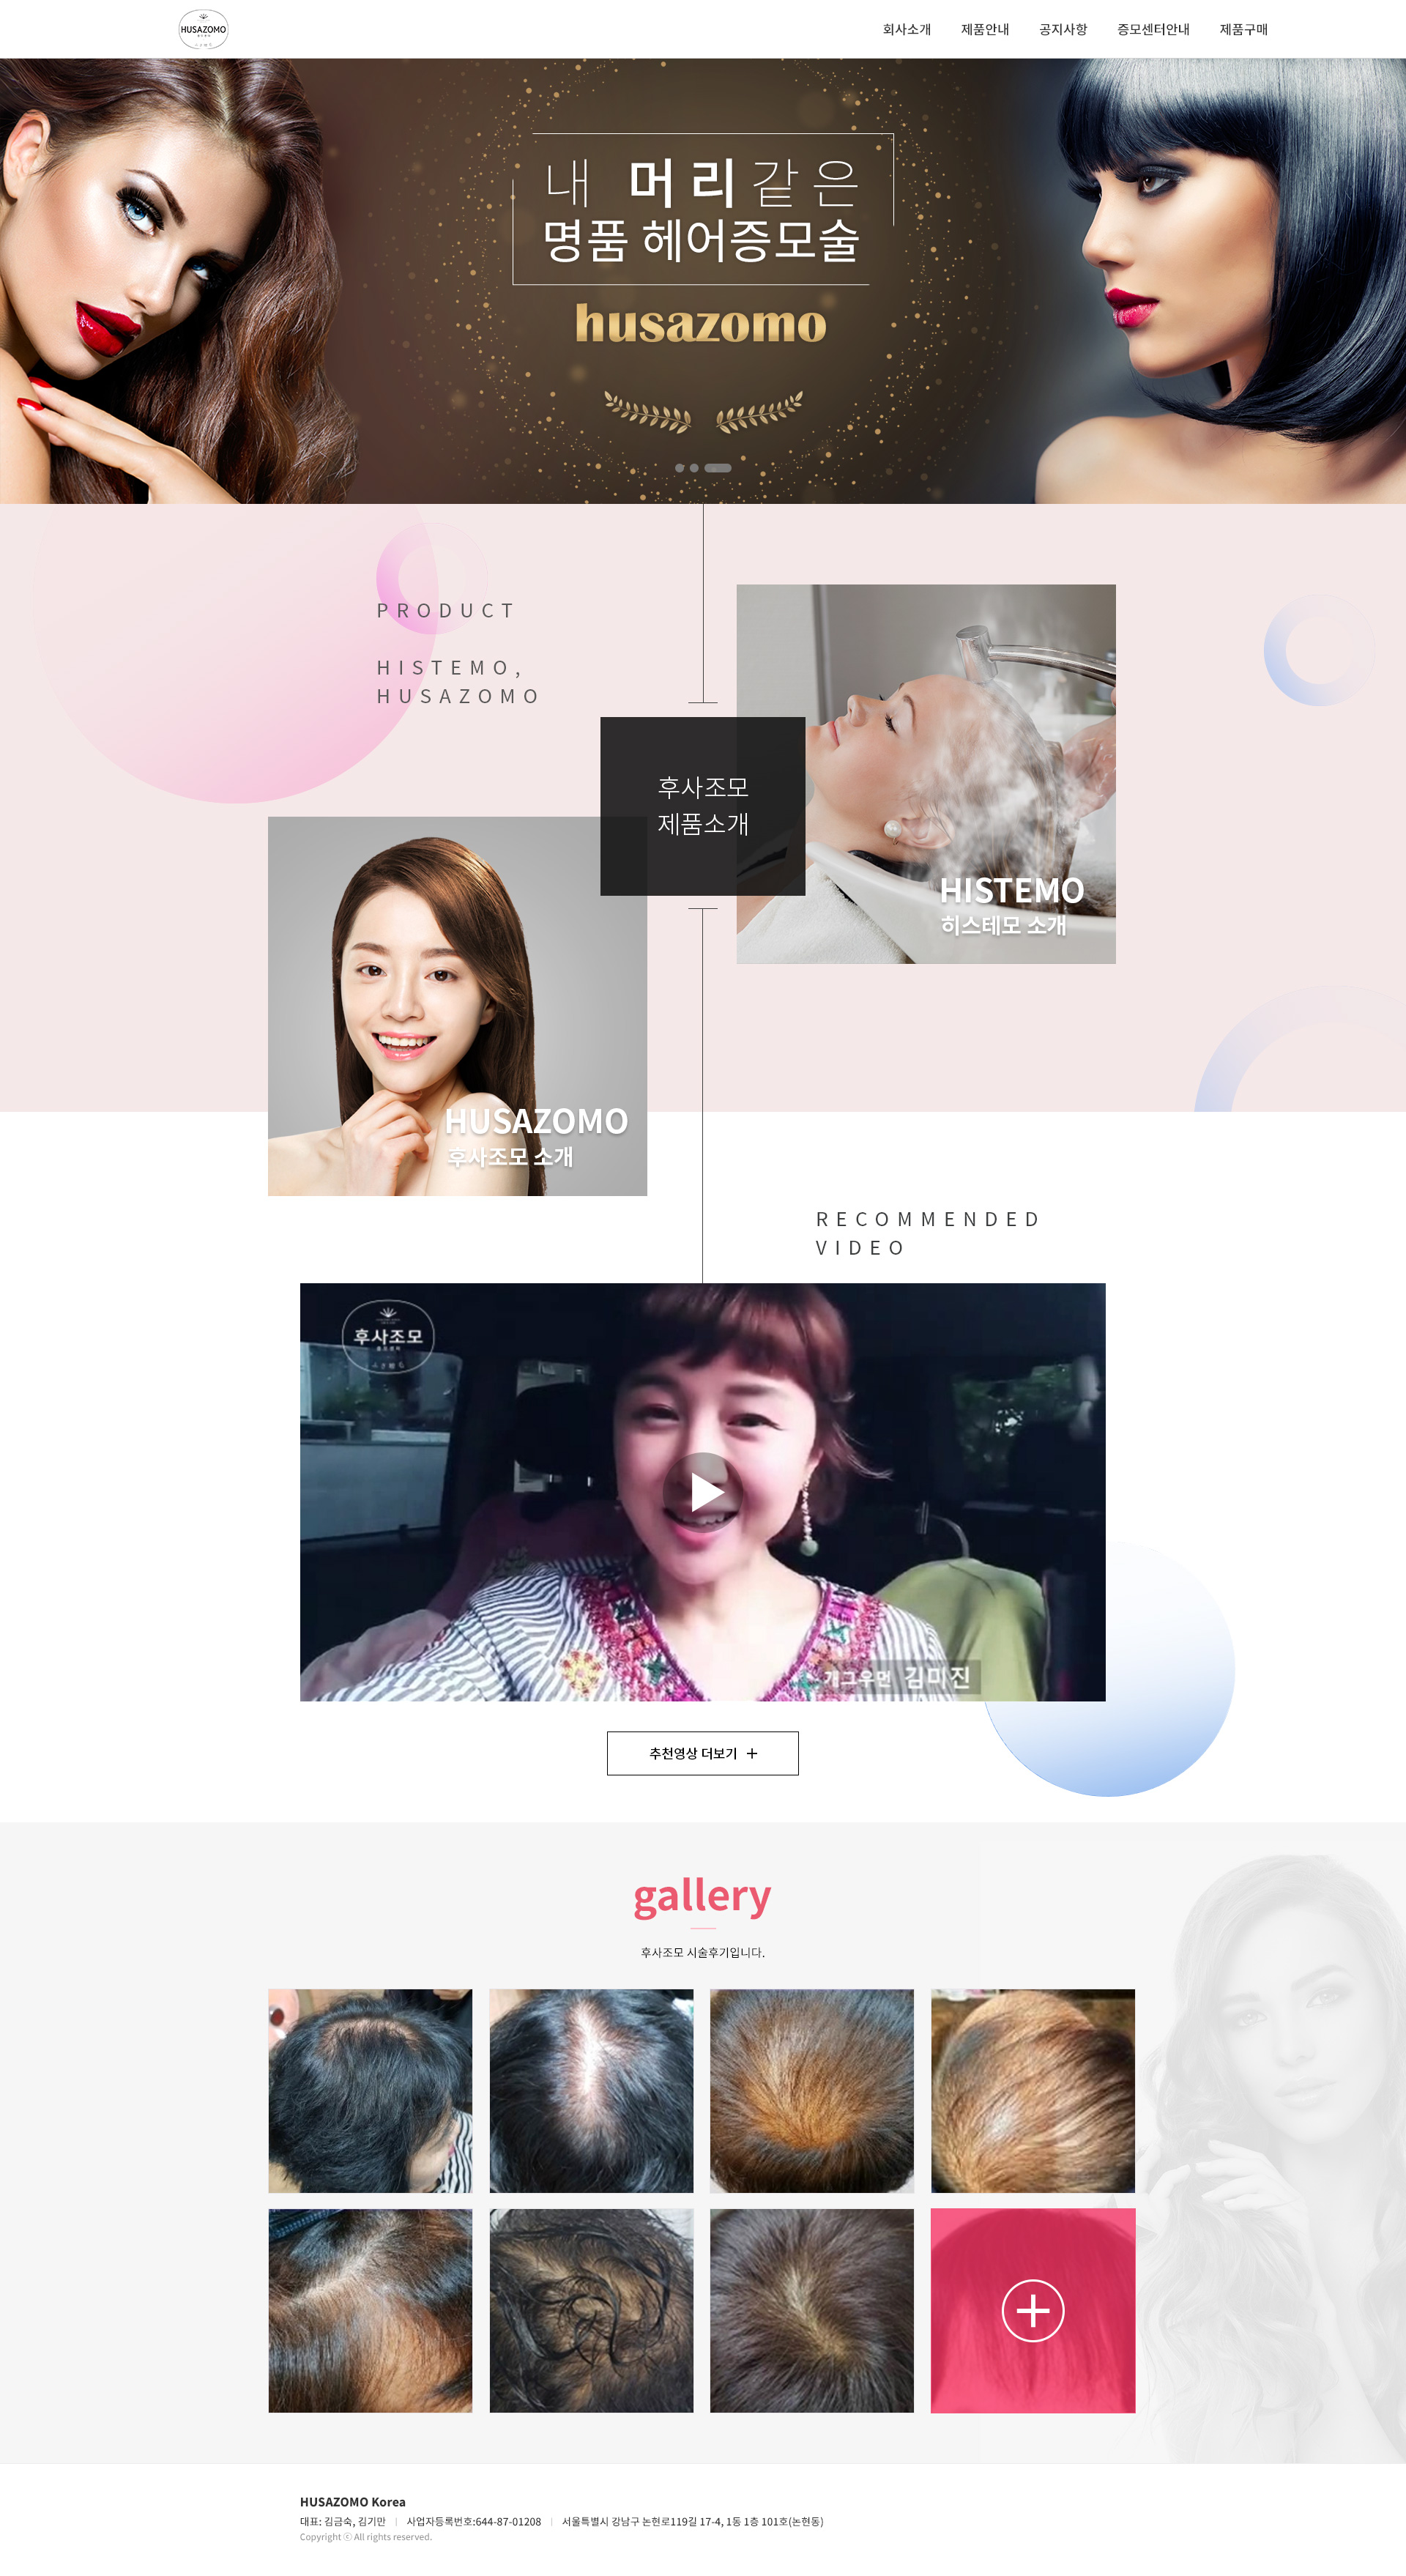 HUSAZOMO
회사소개
제품안내
공지사항
증모센터안내
제품구매
내 머리같은
명품 헤어증모술
husazomo
PRODUCT
HISTEMO,
HUSAZOMO
후사조모
제품소개
HISTEMO
히스테모 소개
HUSAZOMO
후사조모 소개
RECOMMENDED
VIDEO
후사조모
개그우먼 김미진
추천영상 더보기 +
gallery
후사조모 시술후기입니다.
HUSAZOMO Korea
대표: 김금숙, 김기만 | 사업자등록번호:644-87-01208 | 서울특별시 강남구 논현로119길 17-4, 1동 1층 101호(논현동)
Copyright ⓒ All rights reserved.